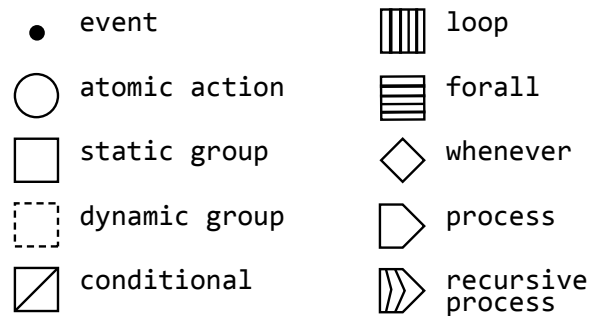 event
atomic action
static group
dynamic group
conditional
loop
forall
whenever
process
recursive
process